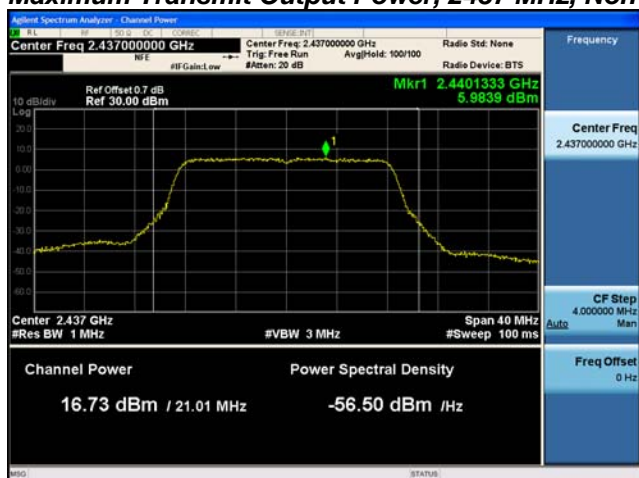 Maximum Transmit Output Power, 2437 MHz, Non
Agilent Spectrum Analyzer - Channel Power
RL RF 50 Ω DC CORREC SENSE:INT
Center Freq 2.437000000 GHz
NFE
#IFGain:Low
Center Freq: 2.437000000 GHz
Trig: Free Run Avg|Hold: 100/100
#Atten: 20 dB
Radio Std: None
Radio Device: BTS
Frequency
Mkr1 2.4401333 GHz
5.9839 dBm
Ref Offset 0.7 dB
10 dB/div Ref 30.00 dBm
Log
20.0
10.0
0.00
-10.0
-20.0
-30.0
-40.0
-50.0
-60.0
1
Center 2.437 GHz
Span 40 MHz
#Res BW 1 MHz
#VBW 3 MHz
#Sweep 100 ms
Channel Power
Power Spectral Density
16.73 dBm / 21.01 MHz
-56.50 dBm /Hz
Center Freq
2.437000000 GHz
CF Step
4.000000 MHz
Auto Man
Freq Offset
0 Hz
MSG
STATUS